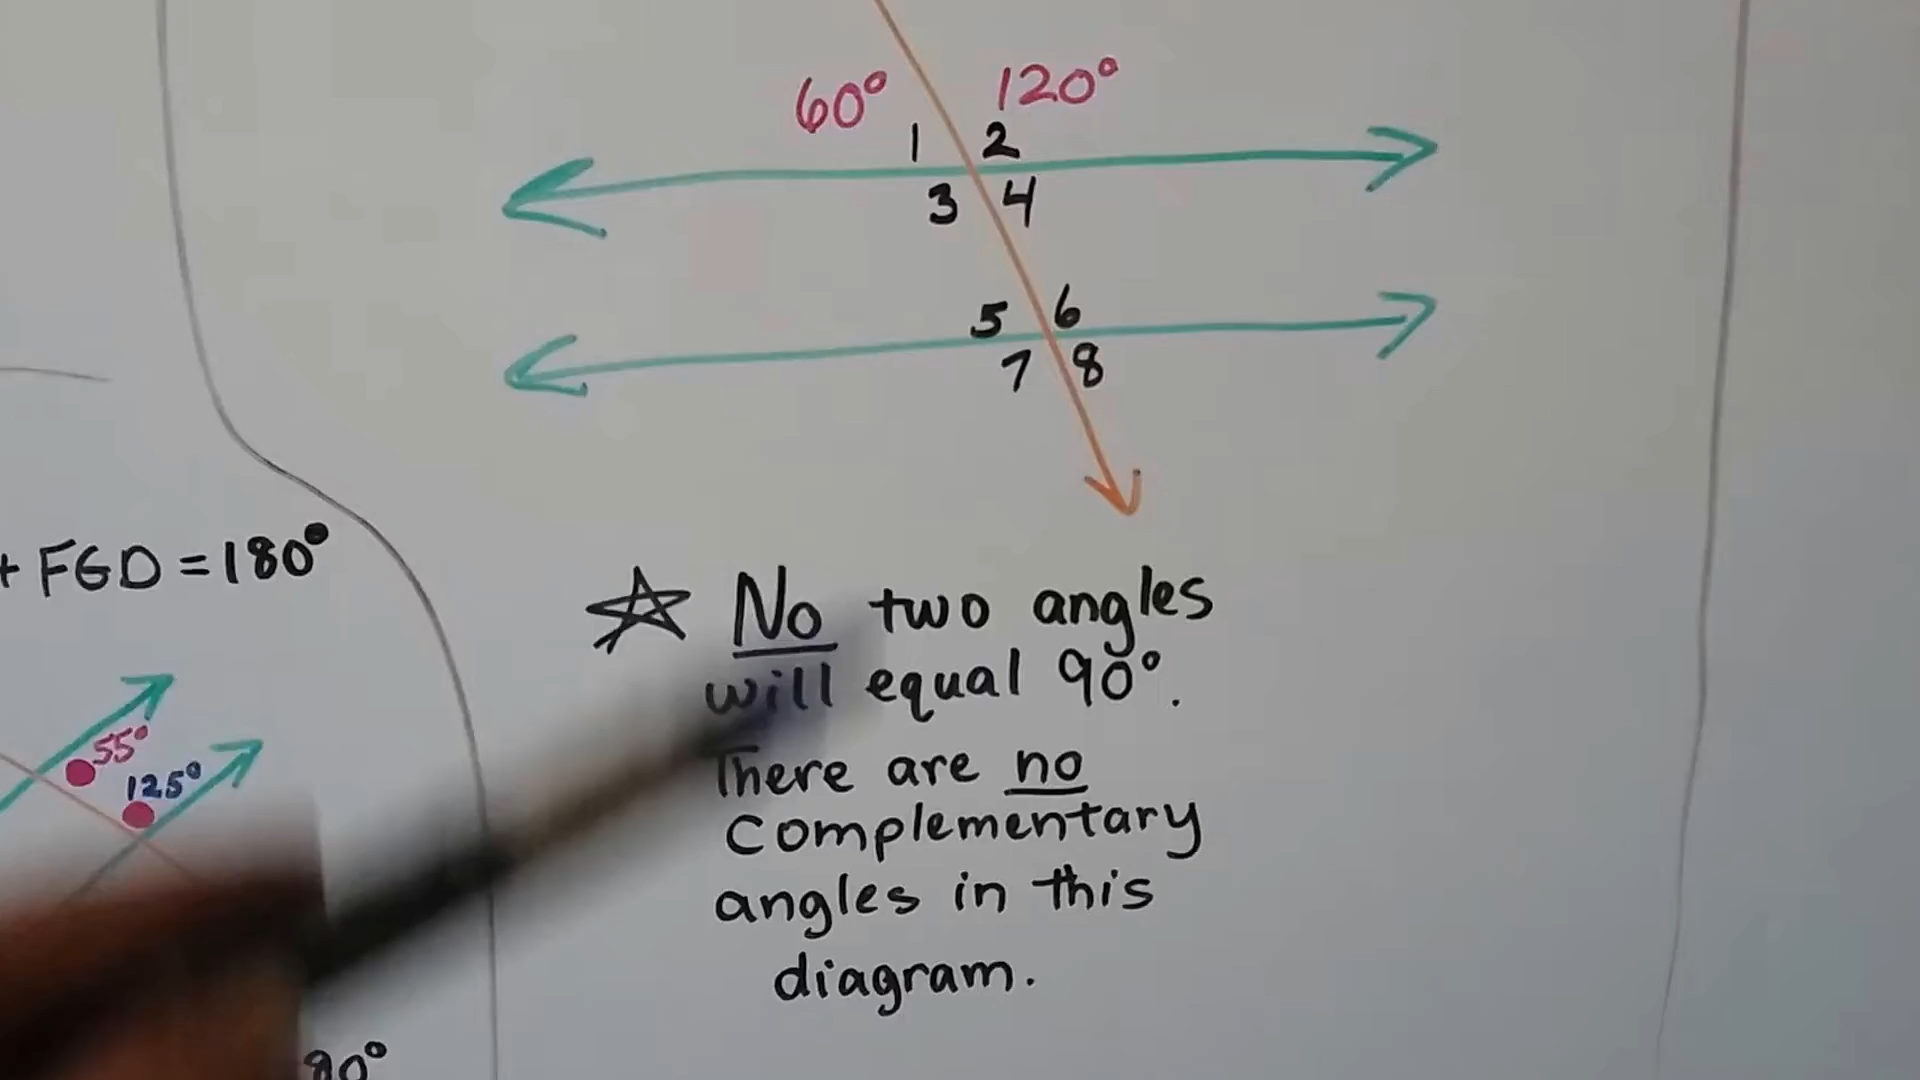 60° 120°
1 2
3 4
5 6
7 8
+ FGD = 180°
No two angles
will equal 90°.
There are no
complementary
angles in this
diagram.
55°
125°